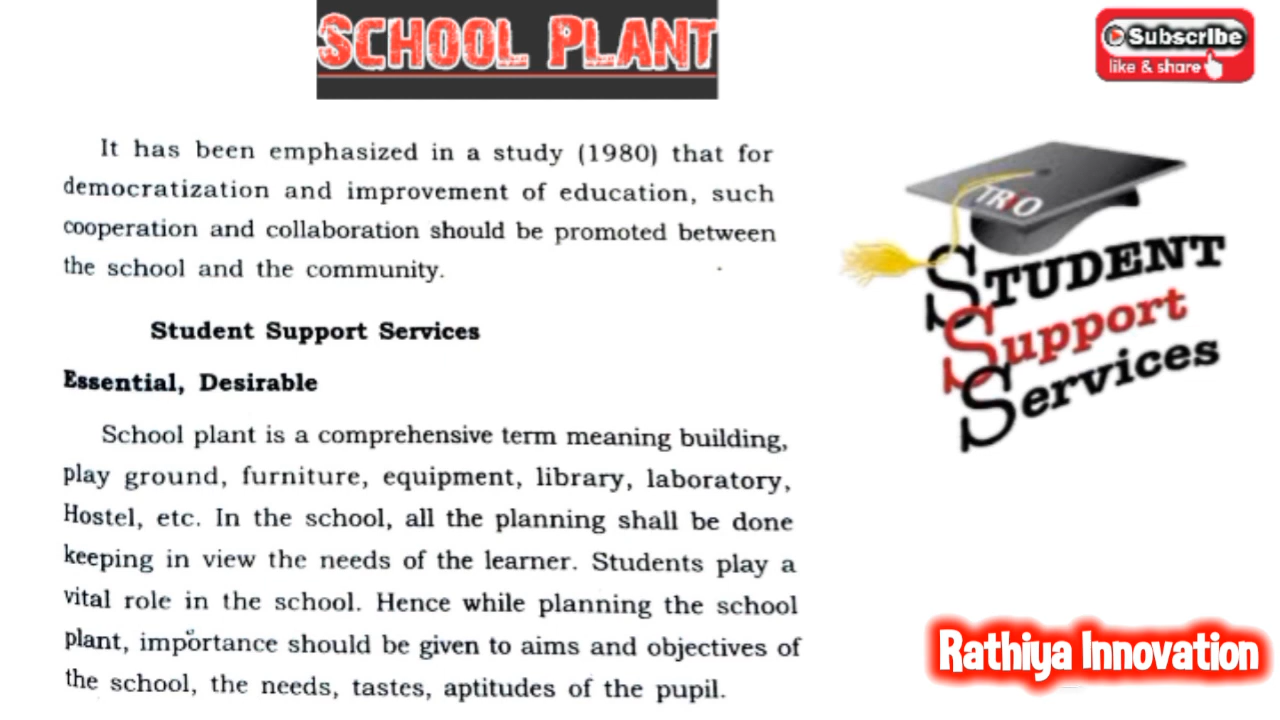 SCHOOL PLANT
Subscribe
like & share
It has been emphasized in a study (1980) that for
democratization and improvement of education, such
cooperation and collaboration should be promoted between
the school and the community.
Student Support Services
Essential, Desirable
School plant is a comprehensive term meaning building,
play ground, furniture, equipment, library, laboratory,
Hostel, etc. In the school, all the planning shall be done
keeping in view the needs of the learner. Students play a
vital role in the school. Hence while planning the school
plant, importance should be given to aims and objectives of
the school, the needs, tastes, aptitudes of the pupil.
TRiO
STUDENT
Support
Services
Rathiya Innovation